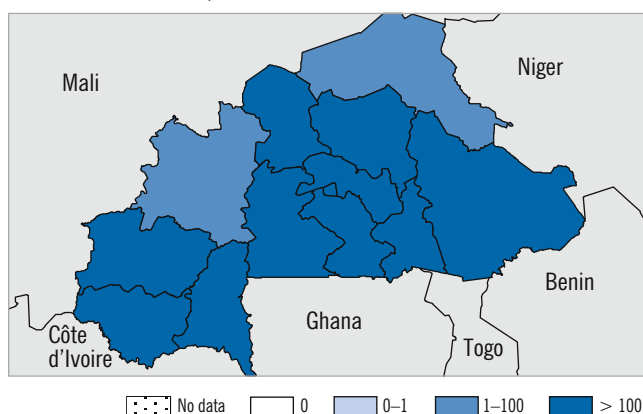 Mali
Niger
Benin
Ghana
Togo
Côte
d'Ivoire
No data 0 0–1 1–100 > 100